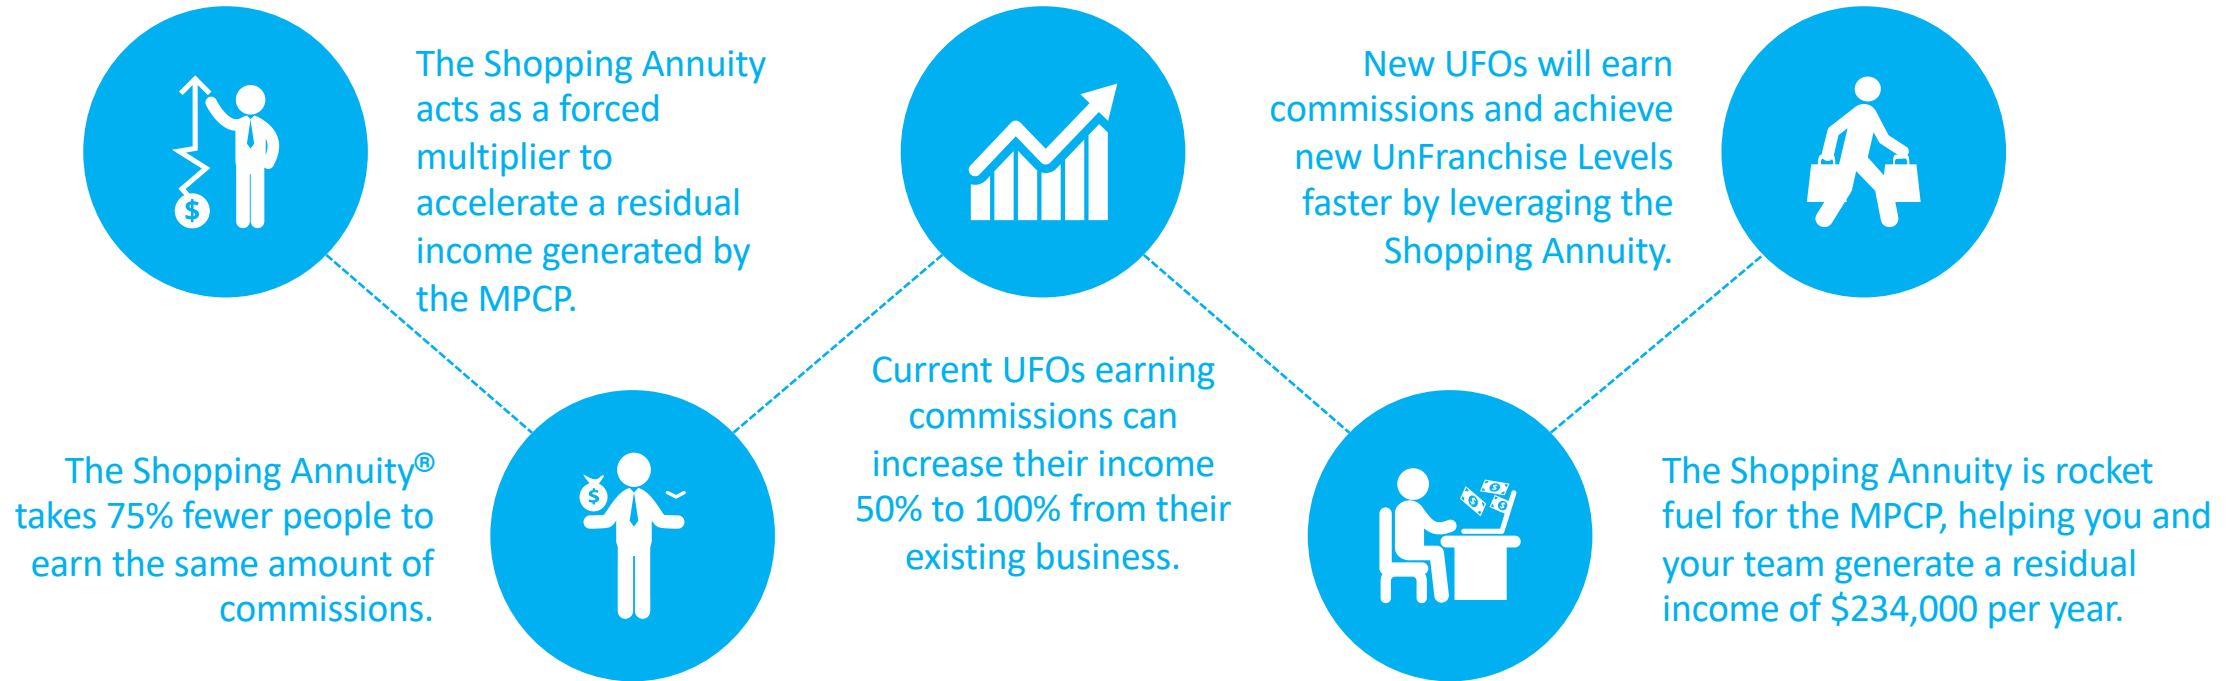 The Shopping Annuity
acts as a forced
multiplier to
accelerate a residual
income generated by
the MPCP.
The Shopping Annuity®
takes 75% fewer people to
earn the same amount of
commissions.
Current UFOs earning
commissions can
increase their income
50% to 100% from their
existing business.
New UFOs will earn
commissions and achieve
new UnFranchise Levels
faster by leveraging the
Shopping Annuity.
The Shopping Annuity is rocket
fuel for the MPCP, helping you and
your team generate a residual
income of $234,000 per year.
$
$
$
$
$